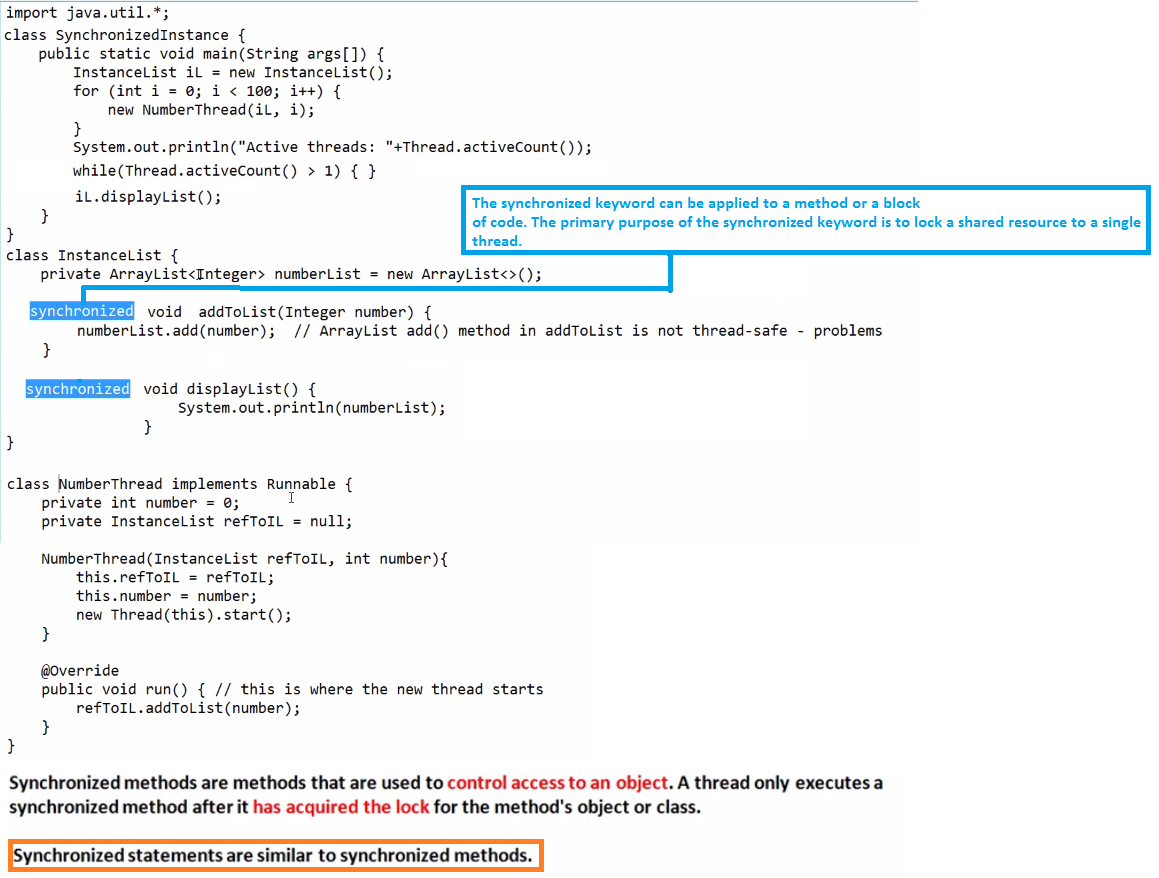 import java.util.*;
class SynchronizedInstance {
    public static void main(String args[]) {
        InstanceList iL = new InstanceList();
        for (int i = 0; i < 100; i++) {
            new NumberThread(iL, i);
        }
        System.out.println("Active threads: "+Thread.activeCount());
        while(Thread.activeCount() > 1) { }
        iL.displayList();
    }
}
The synchronized keyword can be applied to a method or a block
of code. The primary purpose of the synchronized keyword is to lock a shared resource to a single
thread.
class InstanceList {
    private ArrayList<Integer> numberList = new ArrayList<>();
    synchronized void  addToList(Integer number) {
        numberList.add(number);  // ArrayList add() method in addToList is not thread-safe - problems
    }
    synchronized void displayList() {
        System.out.println(numberList);
    }
}
class NumberThread implements Runnable {
    private int number = 0;
    private InstanceList refToIL = null;
    NumberThread(InstanceList refToIL, int number){
        this.refToIL = refToIL;
        this.number = number;
        new Thread(this).start();
    }
    @Override
    public void run() { // this is where the new thread starts
        refToIL.addToList(number);
    }
}
Synchronized methods are methods that are used to control access to an object. A thread only executes a
synchronized method after it has acquired the lock for the method's object or class.
Synchronized statements are similar to synchronized methods.